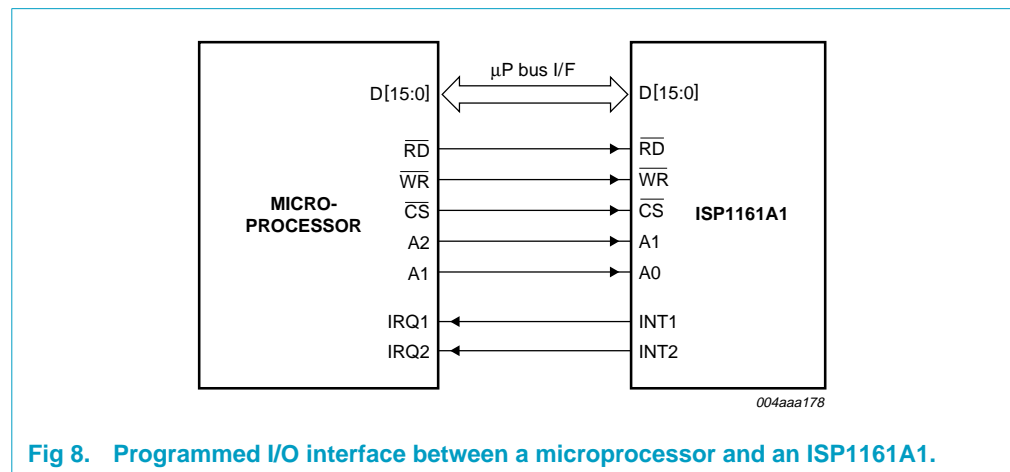 µP bus I/F
D[15:0] D[15:0]
RD RD
WR WR
MICRO-
PROCESSOR
CS CS
ISP1161A1
A2 A1
A1 A0
IRQ1 INT1
IRQ2 INT2
004aaa178
Fig 8. Programmed I/O interface between a microprocessor and an ISP1161A1.